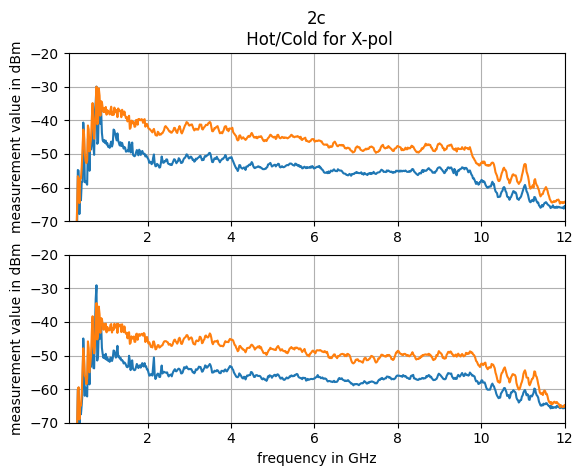 2c
Hot/Cold for X-pol
measurement value in dBm
−20
−30
−40
−50
−60
−70
2 4 6 8 10 12
measurement value in dBm
−20
−30
−40
−50
−60
−70
2 4 6 8 10 12
frequency in GHz